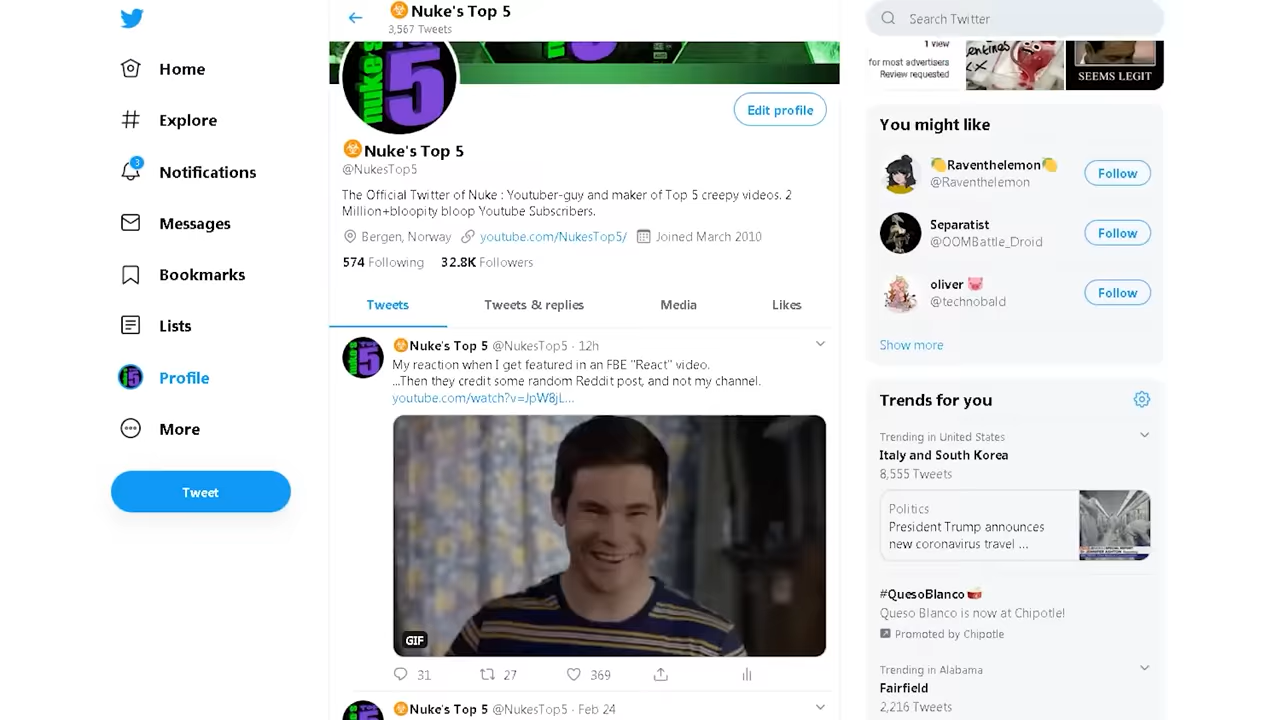 Home
Explore
3
Notifications
Messages
Bookmarks
Lists
Profile
More
Tweet
Nuke's Top 5
3,567 Tweets
nuke's 5
Edit profile
Nuke's Top 5
@NukesTop5
The Official Twitter of Nuke : Youtuber-guy and maker of Top 5 creepy videos. 2
Million+bloopity bloop Youtube Subscribers.
Bergen, Norway youtube.com/NukesTop5/ Joined March 2010
574 Following 32.8K Followers
Tweets Tweets & replies Media Likes
Nuke's Top 5 @NukesTop5 · 12h
My reaction when I get featured in an FBE "React" video.
...Then they credit some random Reddit post, and not my channel.
youtube.com/watch?v=JpW8jL...
GIF
31 27 369
Nuke's Top 5 @NukesTop5 · Feb 24
Search Twitter
1 view
for most advertisers
Review requested
SEEMS LEGIT
You might like
Raventhelemon
@Raventhelemon
Follow
Separatist
@OOMBattle_Droid
Follow
oliver
@technobald
Follow
Show more
Trends for you
Trending in United States
Italy and South Korea
8,555 Tweets
Politics
President Trump announces
new coronavirus travel ...
#QuesoBlanco
Queso Blanco is now at Chipotle!
Promoted by Chipotle
Trending in Alabama
Fairfield
2,216 Tweets